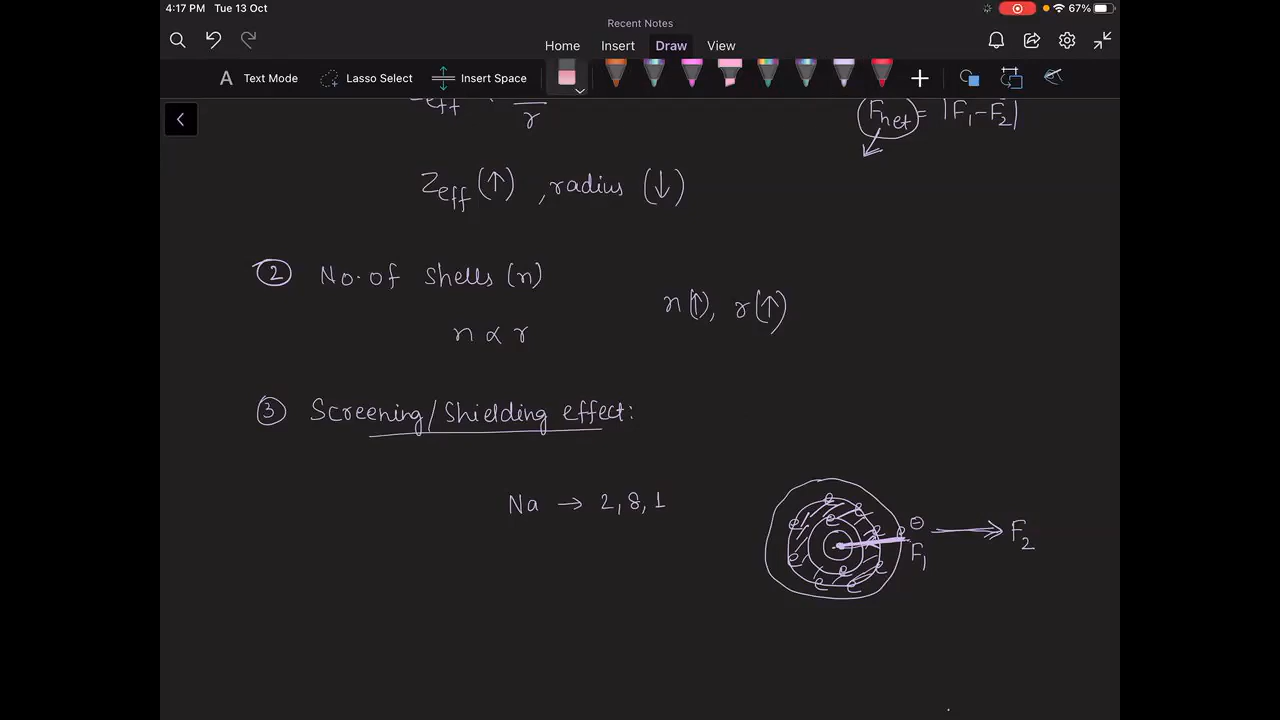 4:17 PM Tue 13 Oct
67%
Recent Notes
Home Insert Draw View
A Text Mode Lasso Select Insert Space
r
Fnet = |F1-F2|
Zeff (↑), radius (↓)
② No. of shells (n)
n(↑), r(↑)
n ∝ r
③ Screening/Shielding effect:
Na → 2,8,1
e e e e e e e e e e e ⊖ → F2
F1